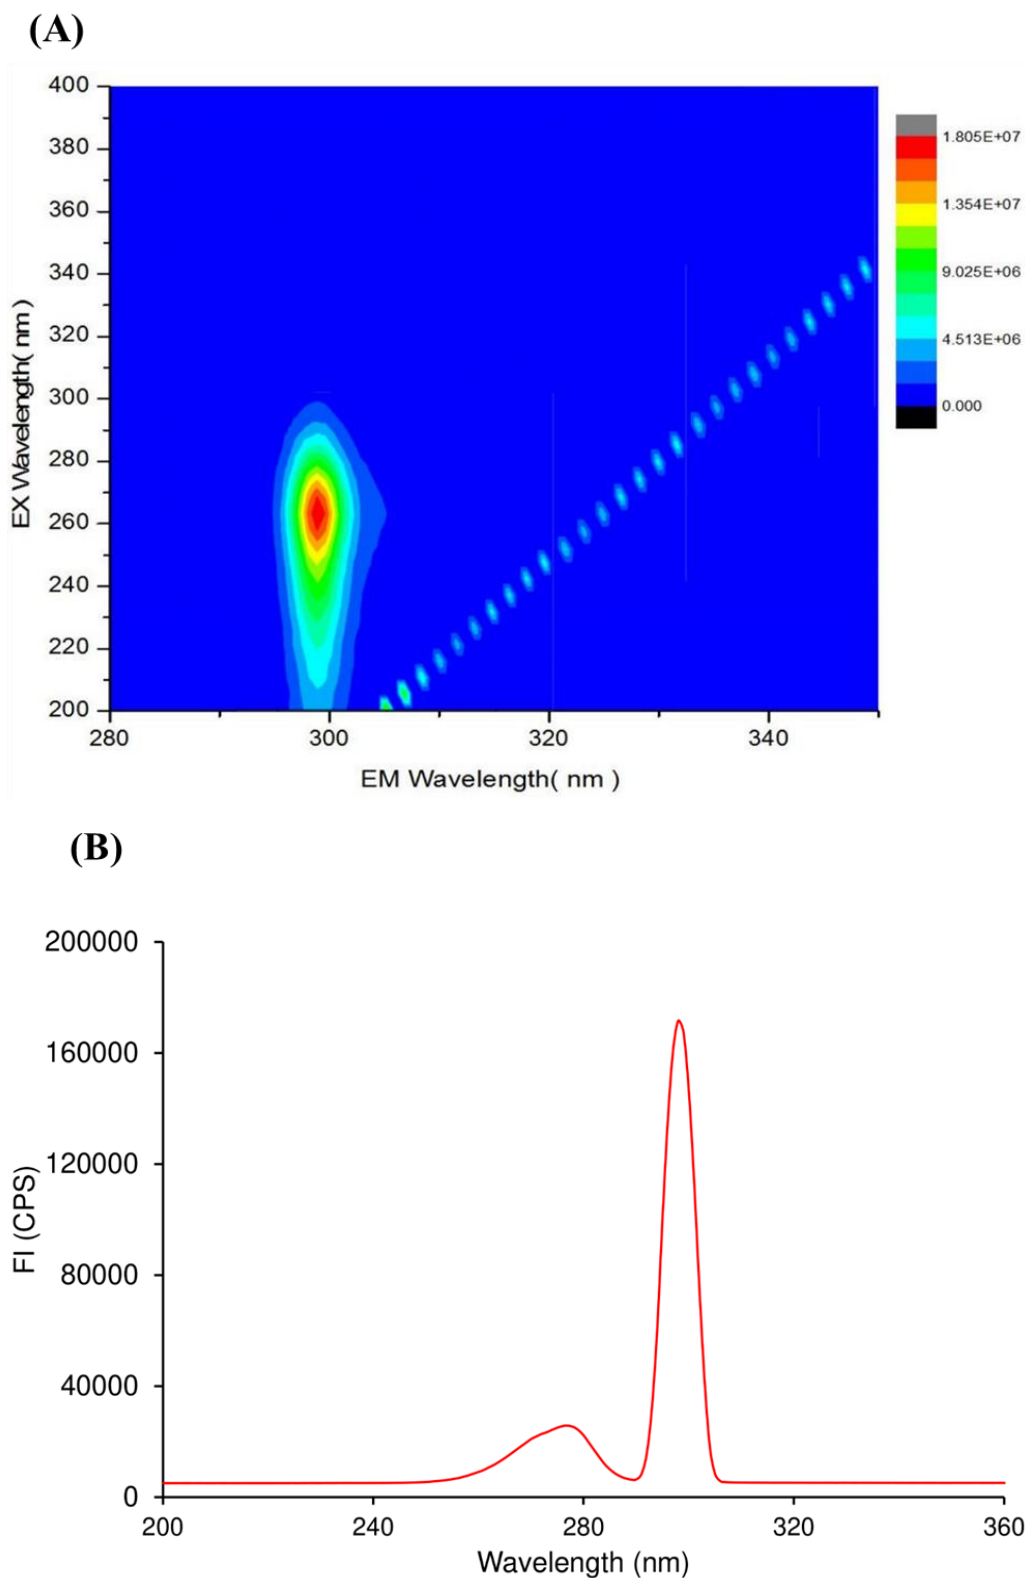 (A)
400
380
360
340
320
300
280
260
240
220
200
EX Wavelength( nm )
280
300
320
340
EM Wavelength( nm )
1.805E+07
1.354E+07
9.025E+06
4.513E+06
0.000
(B)
200000
160000
120000
80000
40000
0
FI (CPS)
200
240
280
320
360
Wavelength (nm)